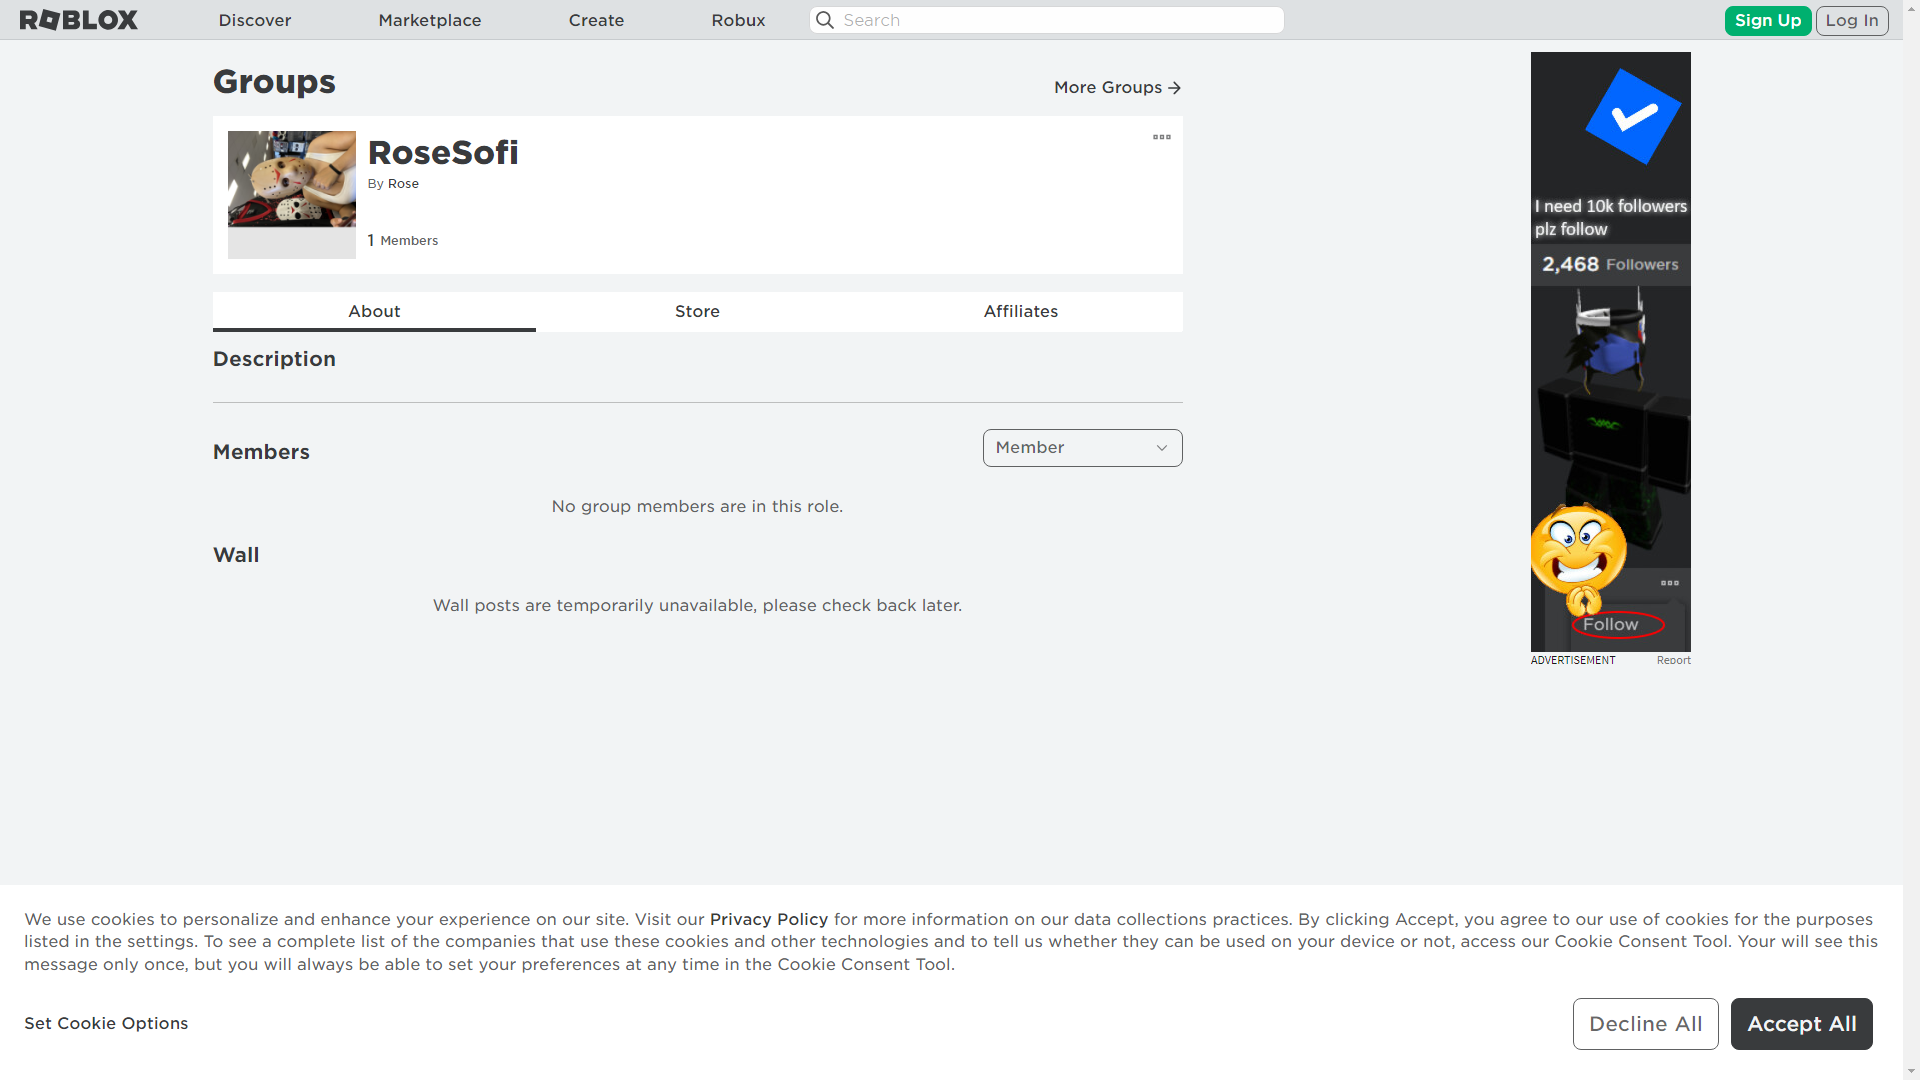 ROBLOX
Discover
Marketplace
Create
Robux
Search
Sign Up
Log In
Groups
More Groups
RoseSofi
By Rose
1 Members
About
Store
Affiliates
Description
Members
Member
No group members are in this role.
Wall
Wall posts are temporarily unavailable, please check back later.
I need 10k followers
plz follow
2,468 Followers
Follow
ADVERTISEMENT
Report
We use cookies to personalize and enhance your experience on our site. Visit our Privacy Policy for more information on our data collections practices. By clicking Accept, you agree to our use of cookies for the purposes
listed in the settings. To see a complete list of the companies that use these cookies and other technologies and to tell us whether they can be used on your device or not, access our Cookie Consent Tool. Your will see this
message only once, but you will always be able to set your preferences at any time in the Cookie Consent Tool.
Set Cookie Options
Decline All
Accept All